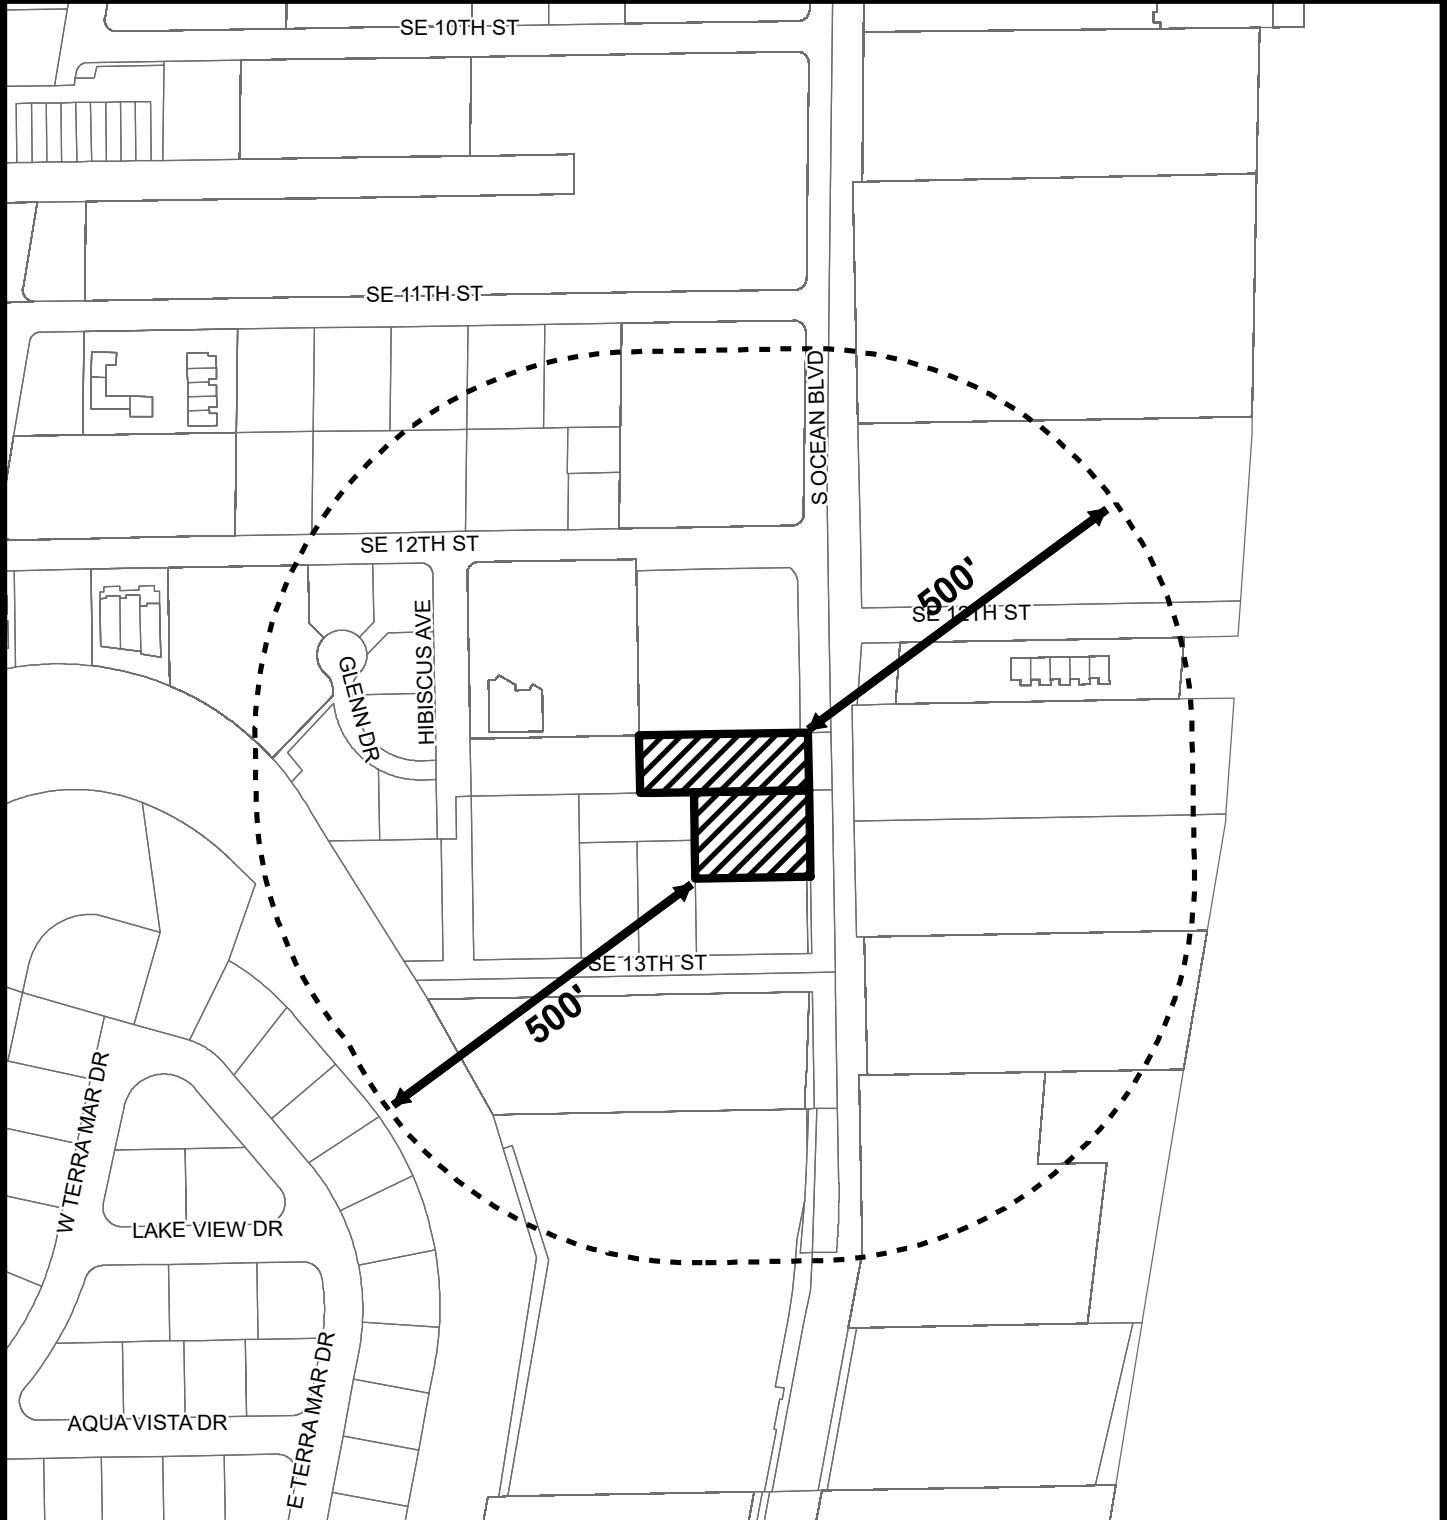 SE 10TH ST
SE 11TH ST
S OCEAN BLVD
SE 12TH ST
500'
SE 12TH ST
HIBISCUS AVE
GLENN DR
SE 13TH ST
500'
W TERRA MAR DR
LAKE VIEW DR
E TERRA MAR DR
AQUA VISTA DR